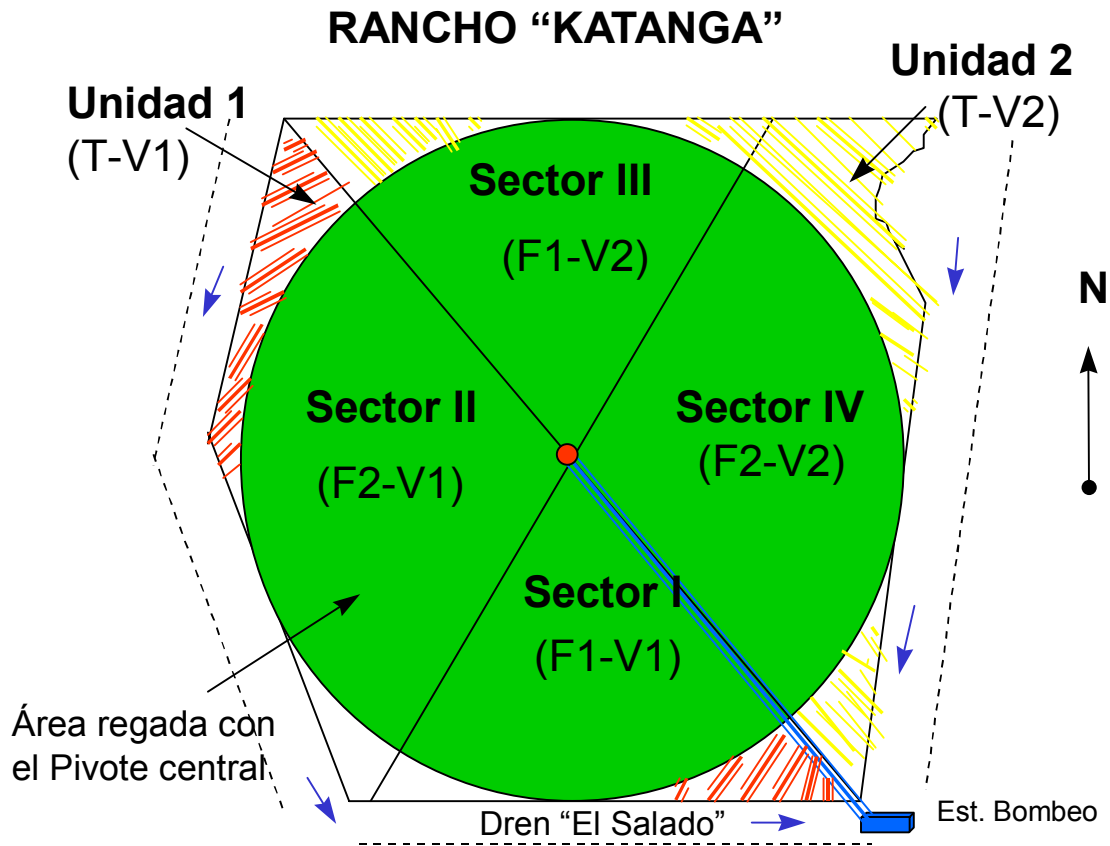 RANCHO “KATANGA”
Unidad 1
(T-V1)
Unidad 2
(T-V2)
Sector III
(F1-V2)
N
Sector II
(F2-V1)
Sector IV
(F2-V2)
Sector I
(F1-V1)
Área regada con
el Pivote central
Dren “El Salado”
Est. Bombeo